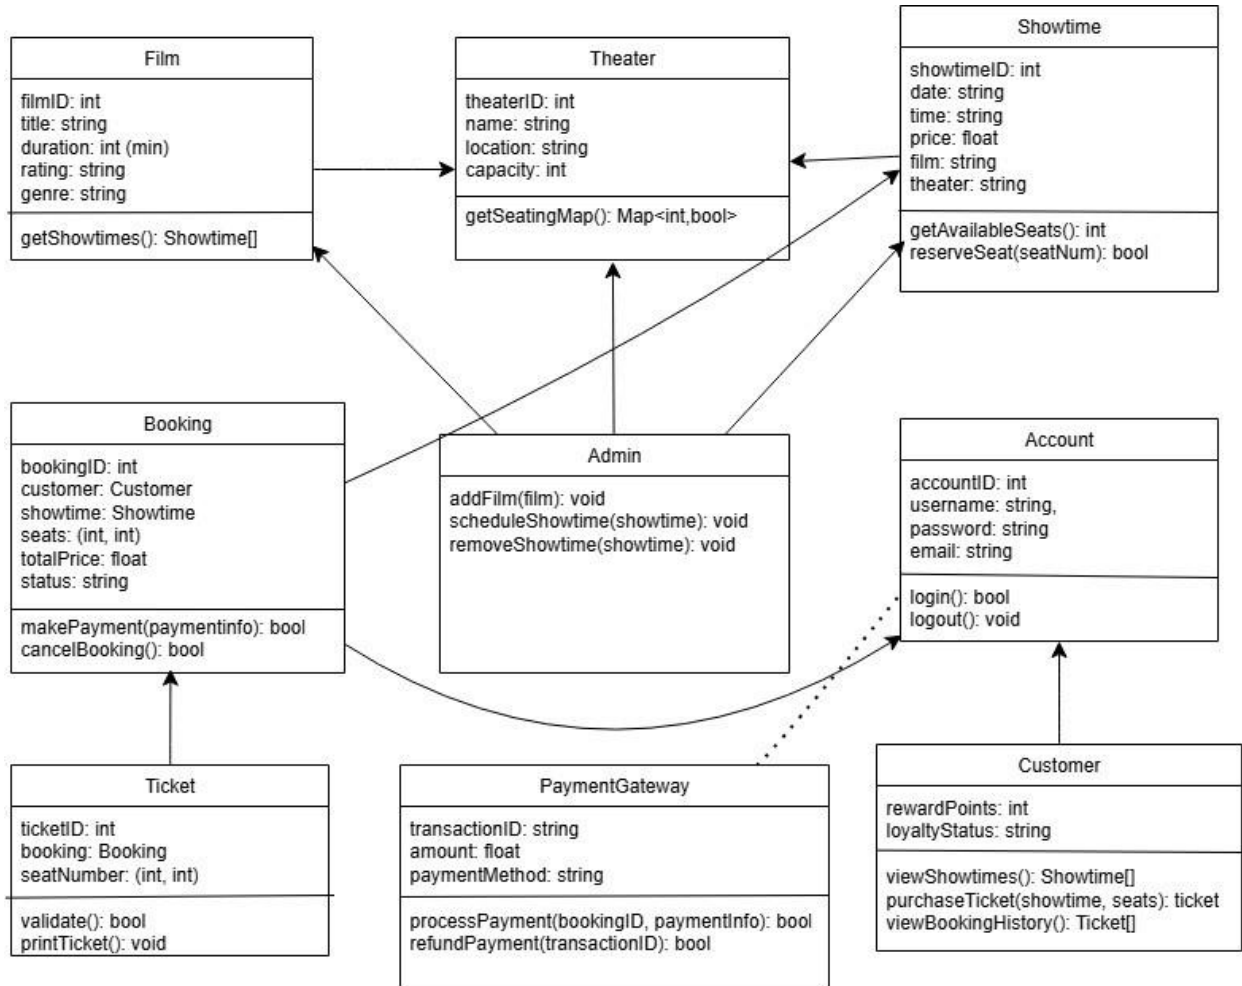 Film
filmID: int
title: string
duration: int (min)
rating: string
genre: string
getShowtimes(): Showtime[]
Theater
theaterID: int
name: string
location: string
capacity: int
getSeatingMap(): Map<int,bool>
Showtime
showtimeID: int
date: string
time: string
price: float
film: string
theater: string
getAvailableSeats(): int
reserveSeat(seatNum): bool
Booking
bookingID: int
customer: Customer
showtime: Showtime
seats: (int, int)
totalPrice: float
status: string
makePayment(paymentinfo): bool
cancelBooking(): bool
Admin
addFilm(film): void
scheduleShowtime(showtime): void
removeShowtime(showtime): void
Account
accountID: int
username: string,
password: string
email: string
login(): bool
logout(): void
Ticket
ticketID: int
booking: Booking
seatNumber: (int, int)
validate(): bool
printTicket(): void
PaymentGateway
transactionID: string
amount: float
paymentMethod: string
processPayment(bookingID, paymentInfo): bool
refundPayment(transactionID): bool
Customer
rewardPoints: int
loyaltyStatus: string
viewShowtimes(): Showtime[]
purchaseTicket(showtime, seats): ticket
viewBookingHistory(): Ticket[]